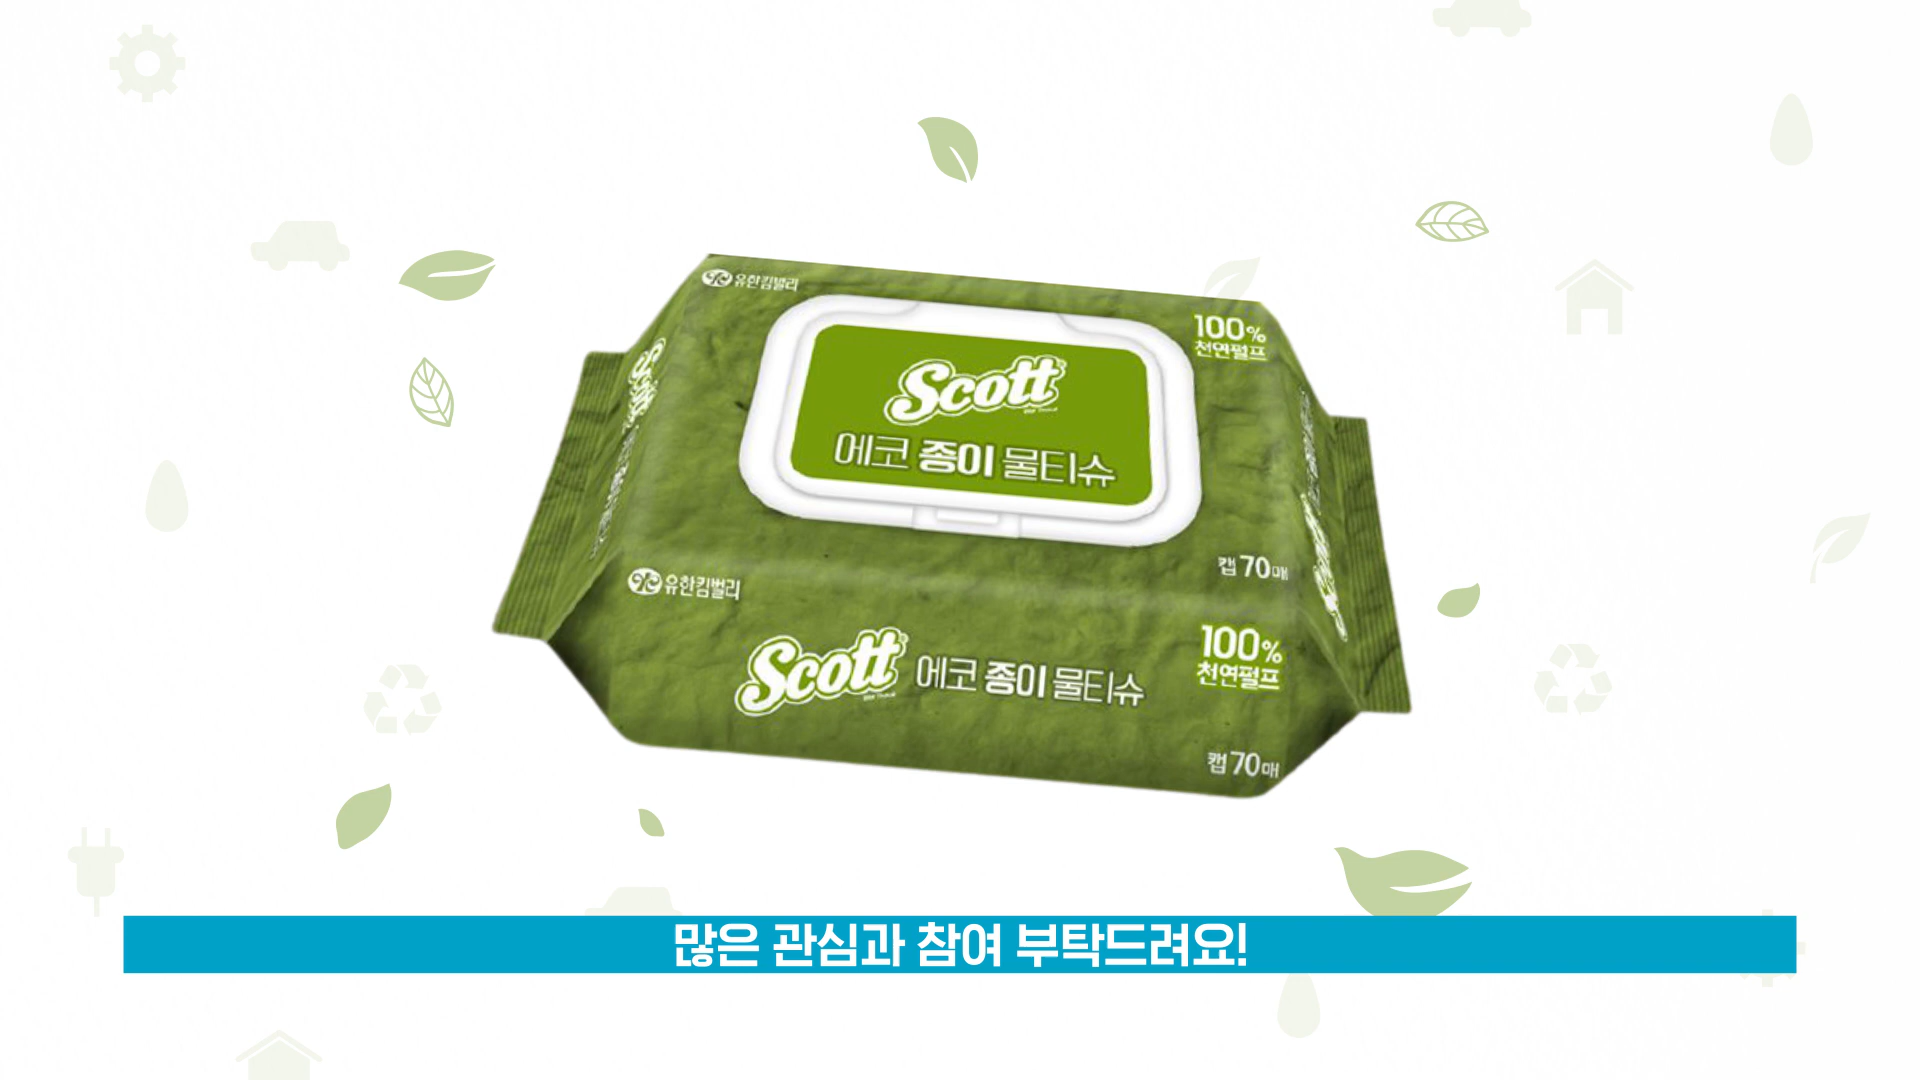 유한킴벌리
100%
천연펄프
Scott
에코 종이 물티슈
캡 70매
유한킴벌리
Scott 에코 종이 물티슈
100%
천연펄프
캡 70매
Scott
Scott
많은 관심과 참여 부탁드려요!